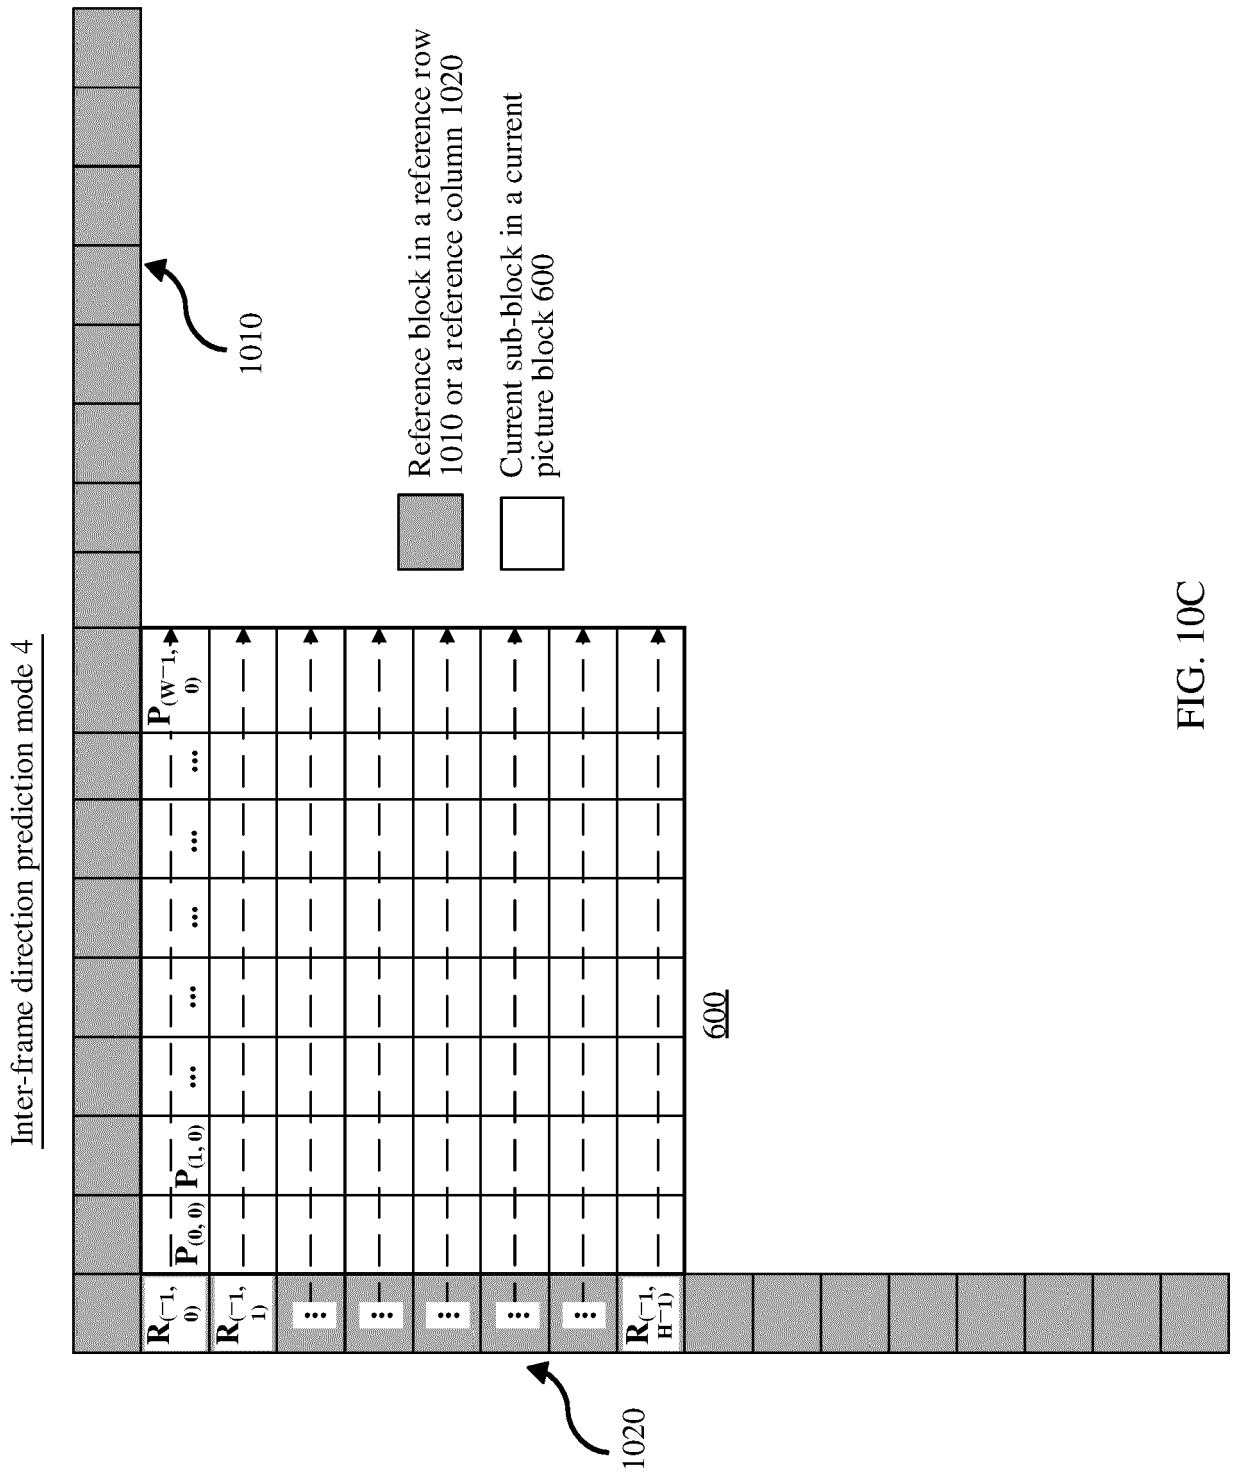 Inter-frame direction prediction mode 4
1010
R(−1, 0) P(0, 0) P(1, 0) ... ... ... ... ... P(W−1, 0)
R(−1, 1)
...
...
...
...
...
R(−1, H−1)
1020
600
Reference block in a reference row
1010 or a reference column 1020
Current sub-block in a current
picture block 600
FIG. 10C